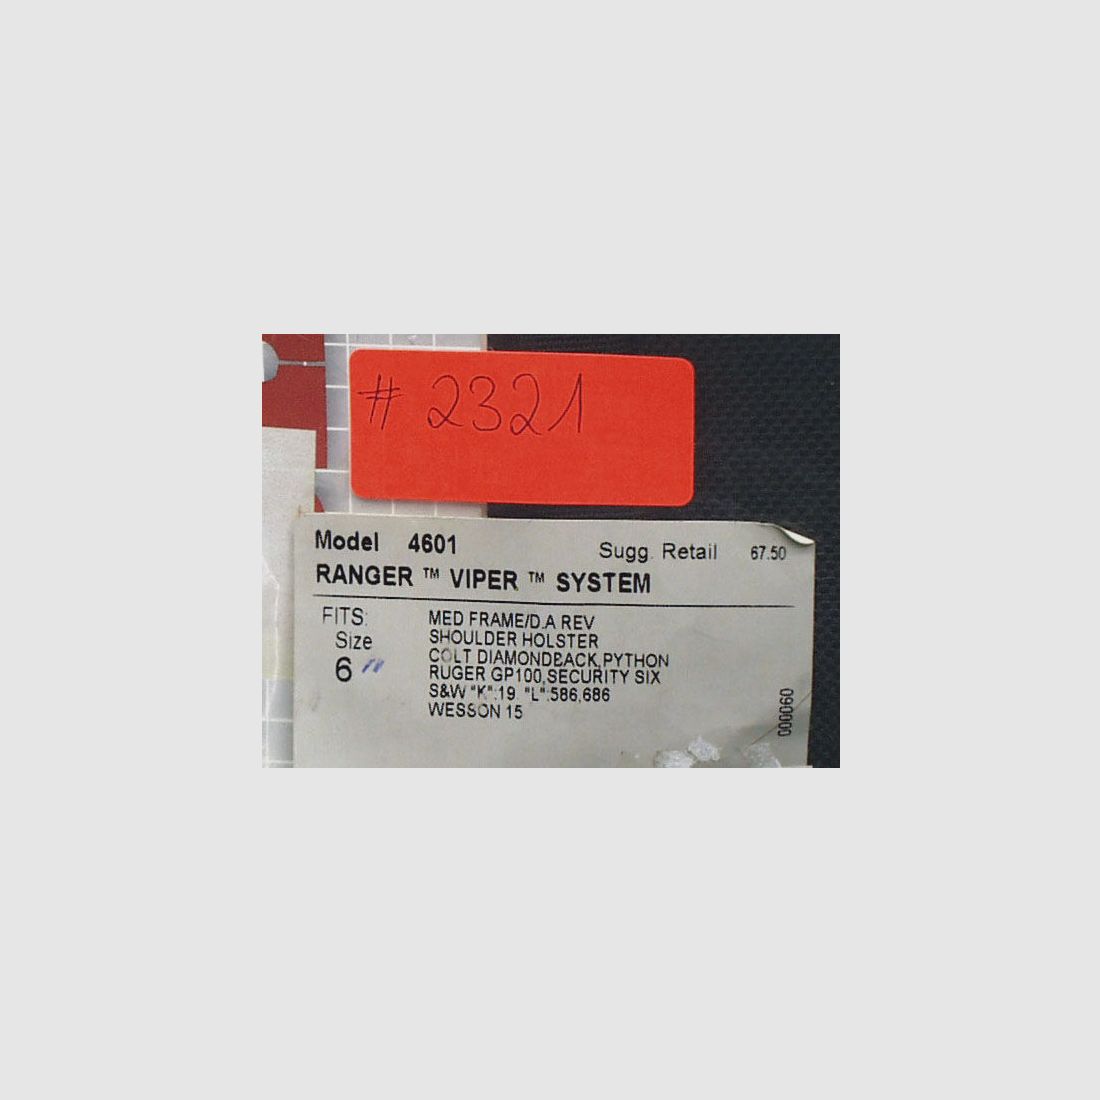 # 2321
Model 4601 Sugg. Retail 67.50
RANGER ™ VIPER ™ SYSTEM
FITS: MED FRAME/D.A REV
Size SHOULDER HOLSTER
6" COLT DIAMONDBACK,PYTHON
RUGER GP100,SECURITY SIX
S&W "K":19, "L":586,686
WESSON 15
000060